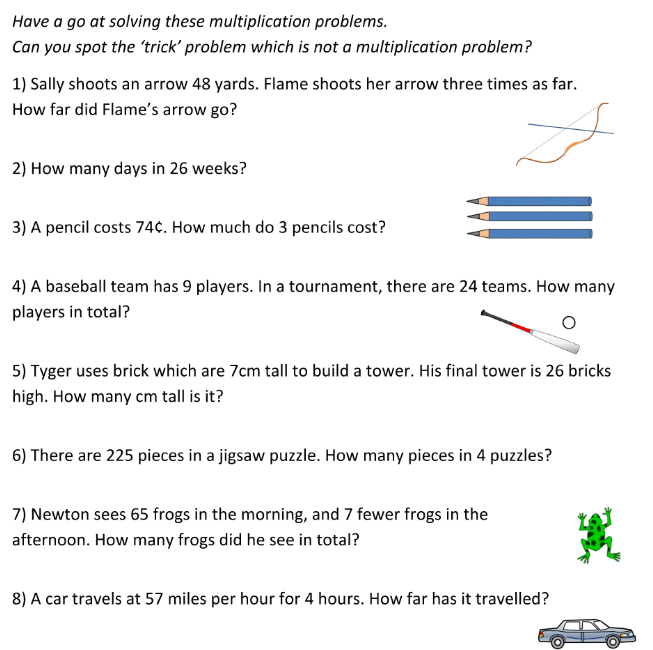 Have a go at solving these multiplication problems.
Can you spot the ‘trick’ problem which is not a multiplication problem?
1) Sally shoots an arrow 48 yards. Flame shoots her arrow three times as far.
How far did Flame’s arrow go?
2) How many days in 26 weeks?
3) A pencil costs 74¢. How much do 3 pencils cost?
4) A baseball team has 9 players. In a tournament, there are 24 teams. How many
players in total?
5) Tyger uses brick which are 7cm tall to build a tower. His final tower is 26 bricks
high. How many cm tall is it?
6) There are 225 pieces in a jigsaw puzzle. How many pieces in 4 puzzles?
7) Newton sees 65 frogs in the morning, and 7 fewer frogs in the
afternoon. How many frogs did he see in total?
8) A car travels at 57 miles per hour for 4 hours. How far has it travelled?